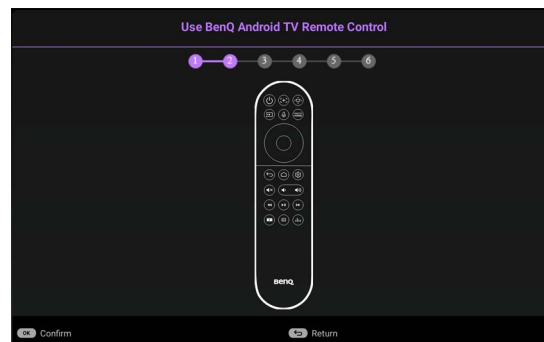 Use BenQ Android TV Remote Control
1 2 3 4 5 6
BenQ
OK Confirm
Return